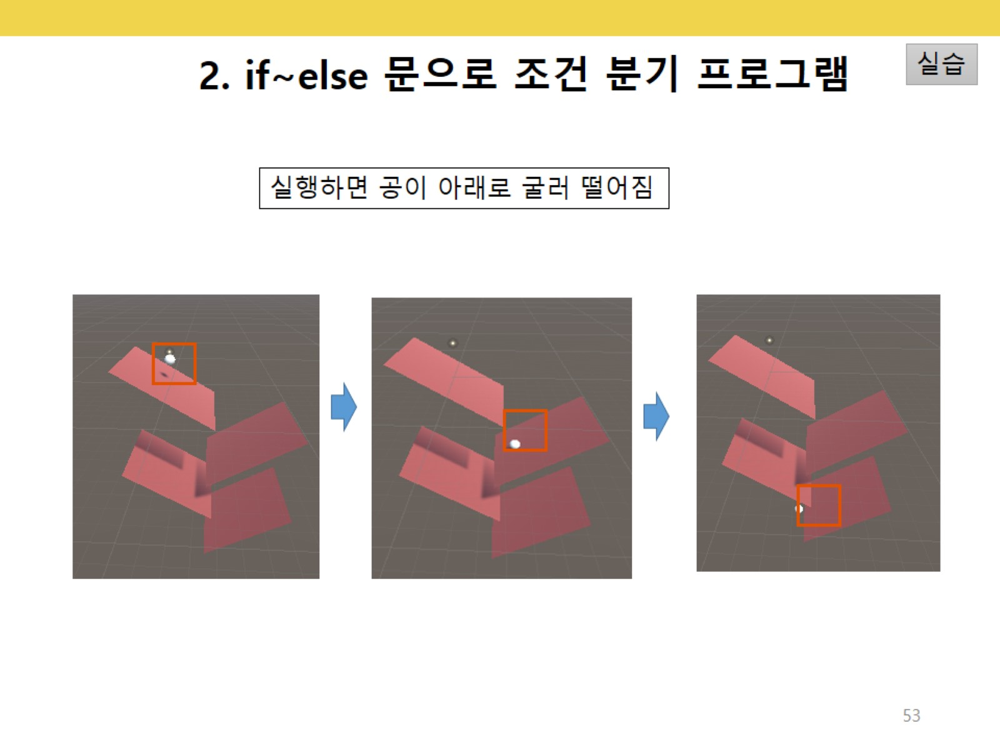 2. if~else 문으로 조건 분기 프로그램
실습
실행하면 공이 아래로 굴러 떨어짐
53